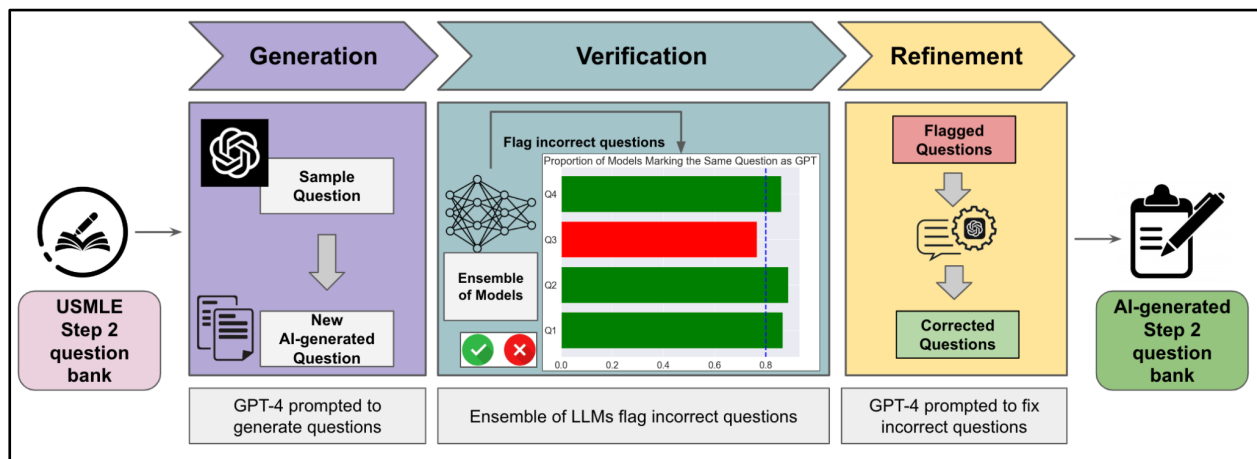 Generation
Verification
Refinement
USMLE
Step 2
question
bank
Sample
Question
New
AI-generated
Question
GPT-4 prompted to
generate questions
Flag incorrect questions
Ensemble
of Models
Proportion of Models Marking the Same Question as GPT
Q4
Q3
Q2
Q1
0.0 0.2 0.4 0.6 0.8
Ensemble of LLMs flag incorrect questions
Flagged
Questions
Corrected
Questions
GPT-4 prompted to fix
incorrect questions
AI-generated
Step 2
question
bank